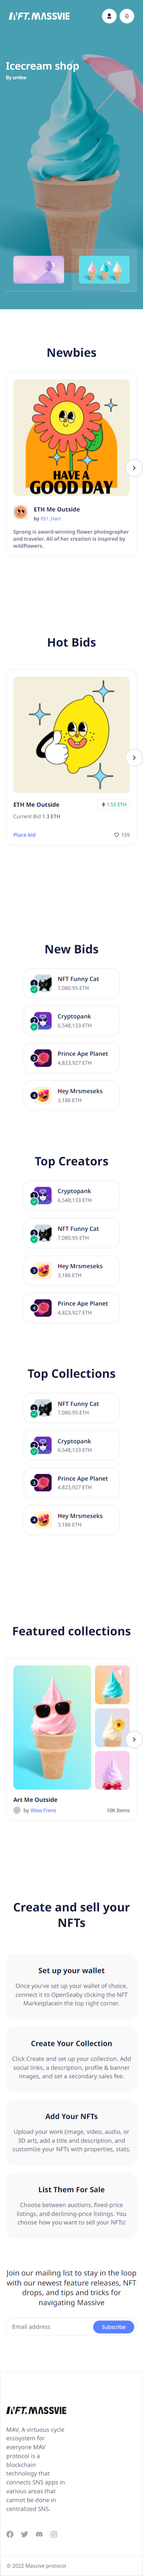 NFT.MASSVIE
Icecream shop
By smilee
Newbies
HAVE A
GOOD
DAY
ETH Me Outside
by 051_Hart
Sprong is award-winning flower photographer
and traveler. All of her creation is inspired by
wildflowers.
Hot Bids
ETH Me Outside
1.55 ETH
Current Bid 1.3 ETH
Place bid
159
New Bids
1
NFT Funny Cat
7,080.95 ETH
2
Cryptopank
6,548,133 ETH
3
Prince Ape Planet
4,823,927 ETH
4
Hey Mrsmeseks
3,186 ETH
Top Creators
Cryptopank
6,548,133 ETH
NFT Funny Cat
7,080.95 ETH
3
Hey Mrsmeseks
3,186 ETH
4
Prince Ape Planet
4,823,927 ETH
Top Collections
1
NFT Funny Cat
7,080.95 ETH
2
Cryptopank
6,548,133 ETH
3
Prince Ape Planet
4,823,927 ETH
4
Hey Mrsmeseks
3,186 ETH
Featured collections
Art Me Outside
by Wow Frens
10K Items
Create and sell your
NFTs
Set up your wallet
Once you've set up your wallet of choice,
connect it to OpenSeaby clicking the NFT
Marketplacein the top right corner.
Create Your Collection
Click Create and set up your collection. Add
social links, a description, profile & banner
images, and set a secondary sales fee.
Add Your NFTs
Upload your work (image, video, audio, or
3D art), add a title and description, and
customize your NFTs with properties, stats.
List Them For Sale
Choose between auctions, fixed-price
listings, and declining-price listings. You
choose how you want to sell your NFTs!
Join our mailing list to stay in the loop
with our newest feature releases, NFT
drops, and tips and tricks for
navigating Massive
Email address
Subscribe
NFT.MASSVIE
MAV, A virtuous cycle
ecosystem for
everyone MAV
protocol is a
blockchain
technology that
connects SNS apps in
various areas that
cannot be done in
centralized SNS.
© 2022 Massive protocol